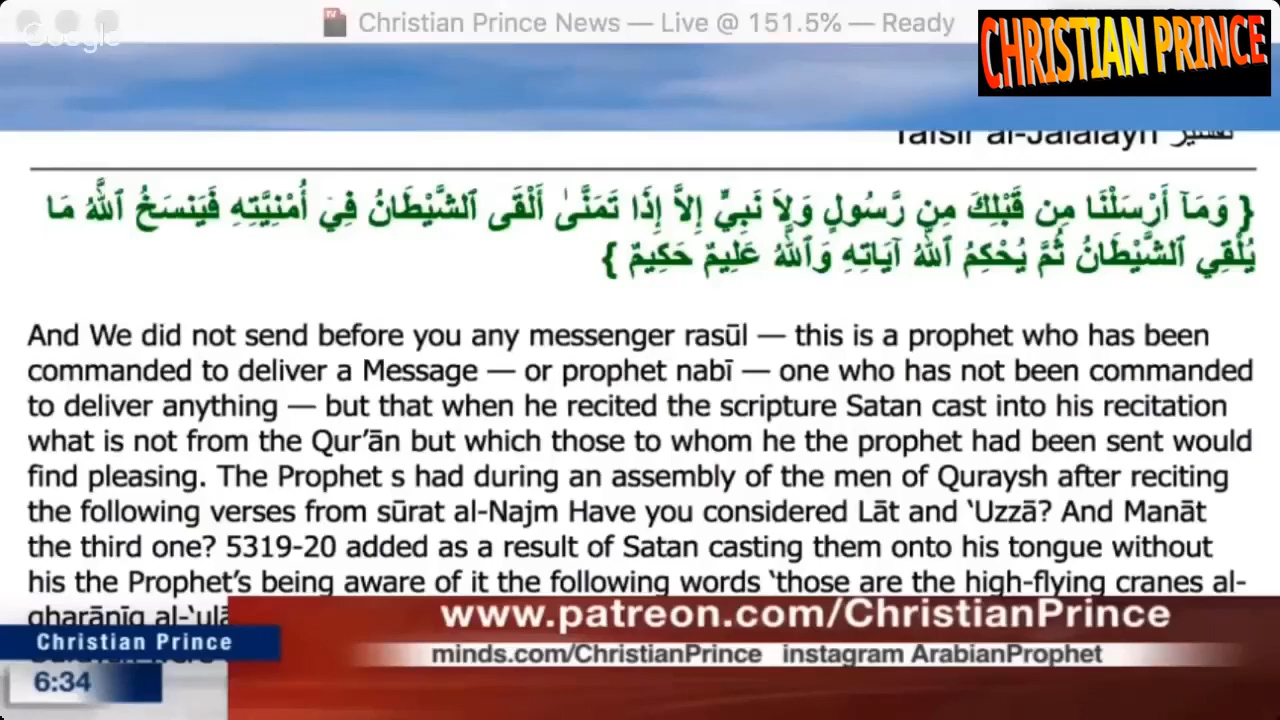 Christian Prince News — Live @ 151.5% — Ready
Google
CHRISTIAN PRINCE
Tafsir al-Jalalayn تفسير
{ وَمَآ أَرْسَلْنَا مِن قَبْلِكَ مِن رَّسُولٍ وَلاَ نَبِيٍّ إِلاَّ إِذَا تَمَنَّىٰ أَلْقَى ٱلشَّيْطَانُ فِيۤ أُمْنِيَّتِهِ فَيَنسَخُ ٱللَّهُ مَا
يُلْقِي ٱلشَّيْطَانُ ثُمَّ يُحْكِمُ ٱللَّهُ آيَاتِهِ وَٱللَّهُ عَلِيمٌ حَكِيمٌ }
And We did not send before you any messenger rasūl — this is a prophet who has been
commanded to deliver a Message — or prophet nabī — one who has not been commanded
to deliver anything — but that when he recited the scripture Satan cast into his recitation
what is not from the Qur’ān but which those to whom he the prophet had been sent would
find pleasing. The Prophet s had during an assembly of the men of Quraysh after reciting
the following verses from sūrat al-Najm Have you considered Lāt and ‘Uzzā? And Manāt
the third one? 5319-20 added as a result of Satan casting them onto his tongue without
his the Prophet’s being aware of it the following words ‘those are the high-flying cranes al-
gharānīq al-‘ulā
www.patreon.com/ChristianPrince
Christian Prince
minds.com/ChristianPrince instagram ArabianProphet
6:34